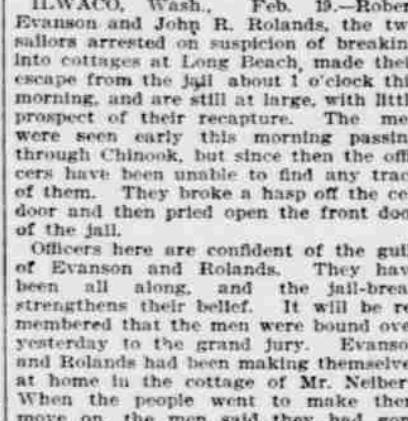 ILWACO, Wash., Feb. 19.—Rober
Evanson and John R. Rolands, the tw
sailors arrested on suspicion of breakin
into cottages at Long Beach, made thei
escape from the jail about 1 o'clock thi
morning, and are still at large, with littl
prospect of their recapture. The me
were seen early this morning passin
through Chinook, but since then the offi
cers have been unable to find any trac
of them. They broke a hasp off the ce
door and then pried open the front doo
of the jail.
Officers here are confident of the guil
of Evanson and Rolands. They hav
been all along, and the jail-brea
strengthens their belief. It will be re
membered that the men were bound ove
yesterday to the grand jury. Evanso
and Rolands had been making themselve
at home in the cottage of Mr. Neiber
When the people went to make them
move on, the men said they had gon